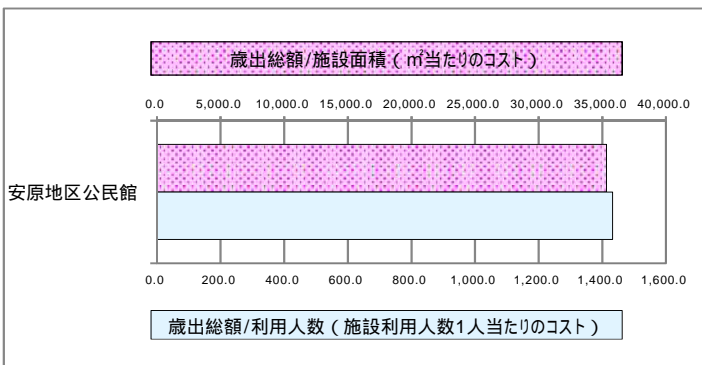 歳出総額/施設面積(㎡当たりのコスト)
0.0 5,000.0 10,000.0 15,000.0 20,000.0 25,000.0 30,000.0 35,000.0 40,000.0
安原地区公民館
0.0 200.0 400.0 600.0 800.0 1,000.0 1,200.0 1,400.0 1,600.0
歳出総額/利用人数(施設利用人数1人当たりのコスト)